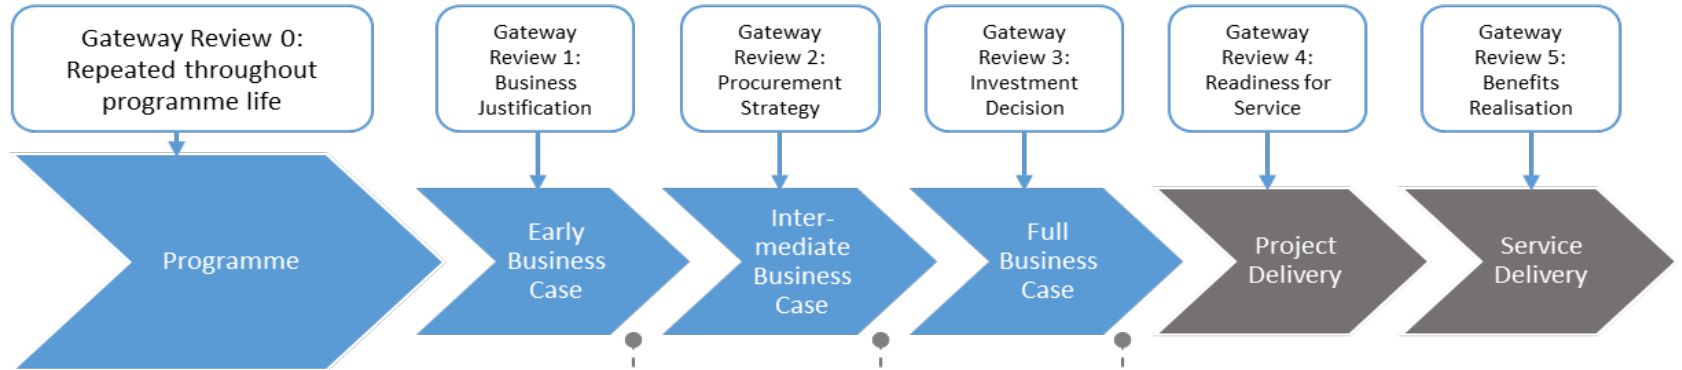 Gateway Review 0:
Repeated throughout
programme life
Gateway
Review 1:
Business
Justification
Gateway
Review 2:
Procurement
Strategy
Gateway
Review 3:
Investment
Decision
Gateway
Review 4:
Readiness for
Service
Gateway
Review 5:
Benefits
Realisation
Programme
Early
Business
Case
Inter-
mediate
Business
Case
Full
Business
Case
Project
Delivery
Service
Delivery